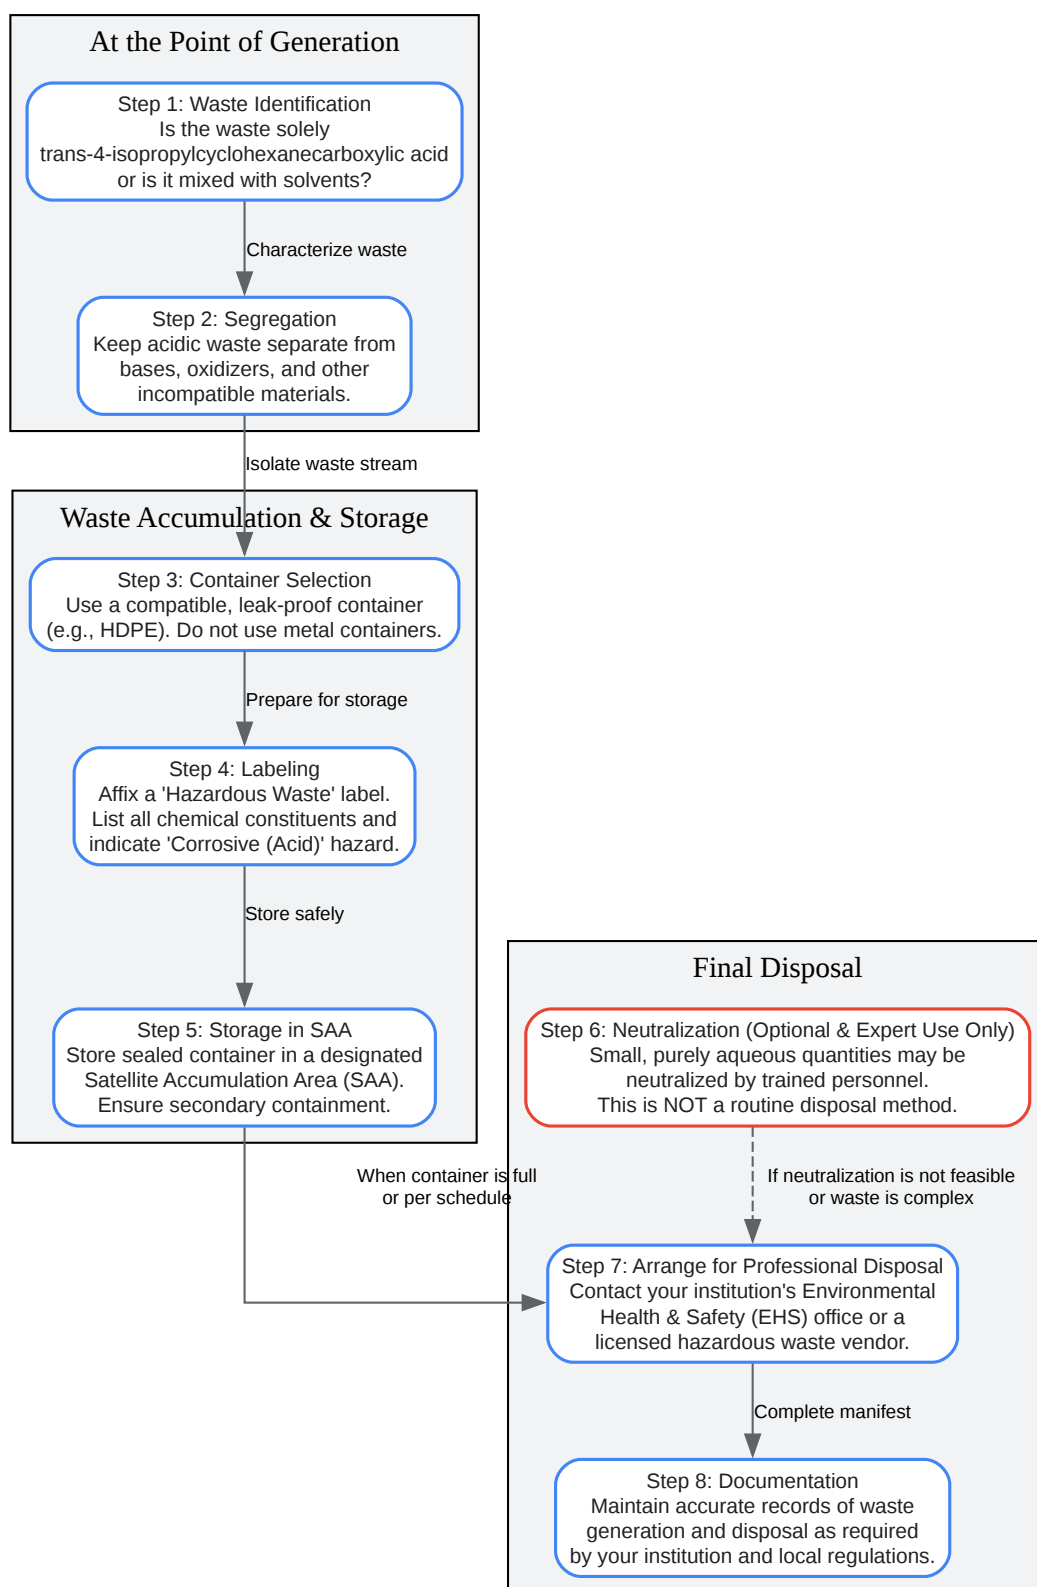 At the Point of Generation
Step 1: Waste Identification
Is the waste solely
trans-4-isopropylcyclohexanecarboxylic acid
or is it mixed with solvents?
Characterize waste
Step 2: Segregation
Keep acidic waste separate from
bases, oxidizers, and other
incompatible materials.
Isolate waste stream
Waste Accumulation & Storage
Step 3: Container Selection
Use a compatible, leak-proof container
(e.g., HDPE). Do not use metal containers.
Prepare for storage
Step 4: Labeling
Affix a 'Hazardous Waste' label.
List all chemical constituents and
indicate 'Corrosive (Acid)' hazard.
Store safely
Step 5: Storage in SAA
Store sealed container in a designated
Satellite Accumulation Area (SAA).
Ensure secondary containment.
When container is full
or per schedule
Final Disposal
Step 6: Neutralization (Optional & Expert Use Only)
Small, purely aqueous quantities may be
neutralized by trained personnel.
This is NOT a routine disposal method.
If neutralization is not feasible
or waste is complex
Step 7: Arrange for Professional Disposal
Contact your institution's Environmental
Health & Safety (EHS) office or a
licensed hazardous waste vendor.
Complete manifest
Step 8: Documentation
Maintain accurate records of waste
generation and disposal as required
by your institution and local regulations.